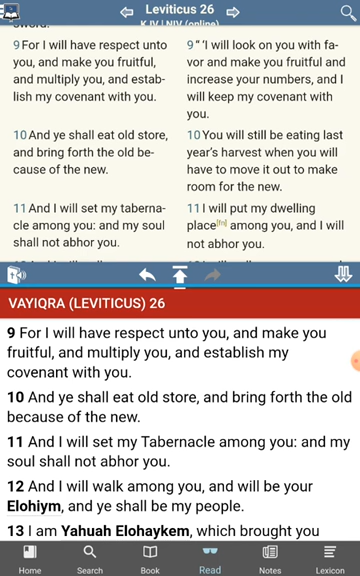 Leviticus 26
KJV | NIV (online)
sword.
9 For I will have respect unto
you, and make you fruitful,
and multiply you, and estab-
lish my covenant with you.
10 And ye shall eat old store,
and bring forth the old be-
cause of the new.
11 And I will set my taberna-
cle among you: and my soul
shall not abhor you.
9 “ ‘I will look on you with fa-
vor and make you fruitful and
increase your numbers, and I
will keep my covenant with
you.
10 You will still be eating last
year’s harvest when you will
have to move it out to make
room for the new.
11 I will put my dwelling
place[fn] among you, and I will
not abhor you.
VAYIQRA (LEVITICUS) 26
9 For I will have respect unto you, and make you
fruitful, and multiply you, and establish my
covenant with you.
10 And ye shall eat old store, and bring forth the old
because of the new.
11 And I will set my Tabernacle among you: and my
soul shall not abhor you.
12 And I will walk among you, and will be your
Elohiym, and ye shall be my people.
13 I am Yahuah Elohaykem, which brought you
Home
Search
Book
Read
Notes
Lexicon